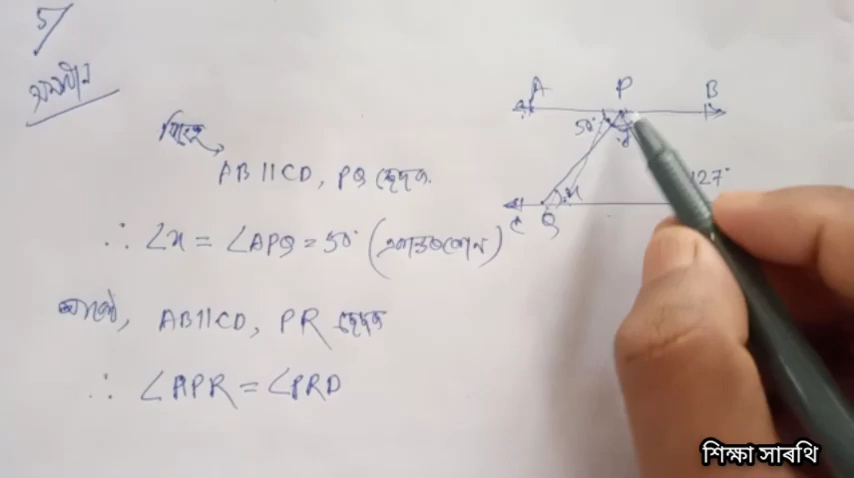 5/
সমাধান
যিহেতু
AB||CD, PQ ছেদক
∴ ∠x = ∠APQ = 50° (একান্তৰ কোণ)
আকৌ, AB||CD, PR ছেদক
∴ ∠APR = ∠PRD
A P B
50° y
x 127°
C Q
শিক্ষা সাৰথি